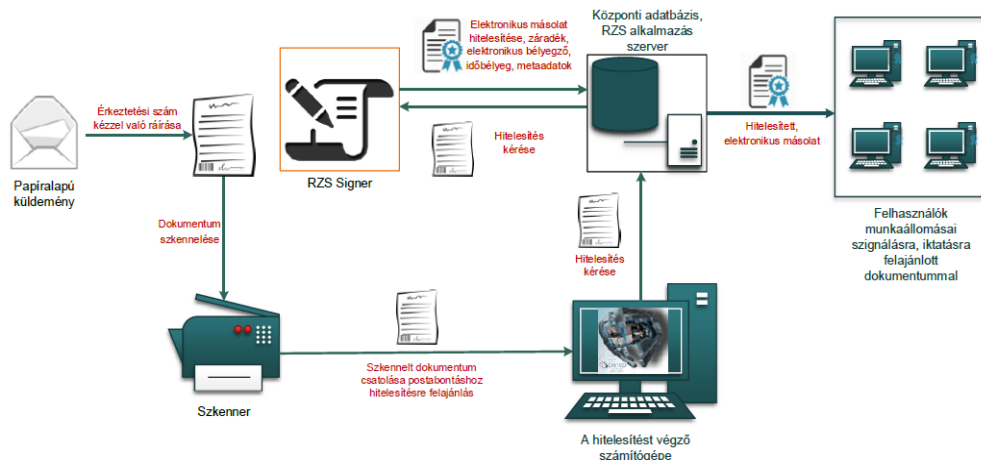 Elektronikus másolat
hitelesítése, záradék,
elektronikus bélyegző,
időbélyeg, metaadatok
Központi adatbázis,
RZS alkalmazás
szerver
Érkeztetési szám
kézzel való ráírása
Hitelesítés
kérése
Hitelesített,
elektronikus másolat
RZS Signer
Papíralapú
küldemény
Dokumentum
szkennelése
Hitelesítés
kérése
Felhasználók
munkaállomásai
szignálásra, iktatásra
felajánlott
dokumentummal
Szkennelt dokumentum
csatolása postabontáshoz
hitelesítésre felajánlás
Szkenner
A hitelesítést végző
számítógépe